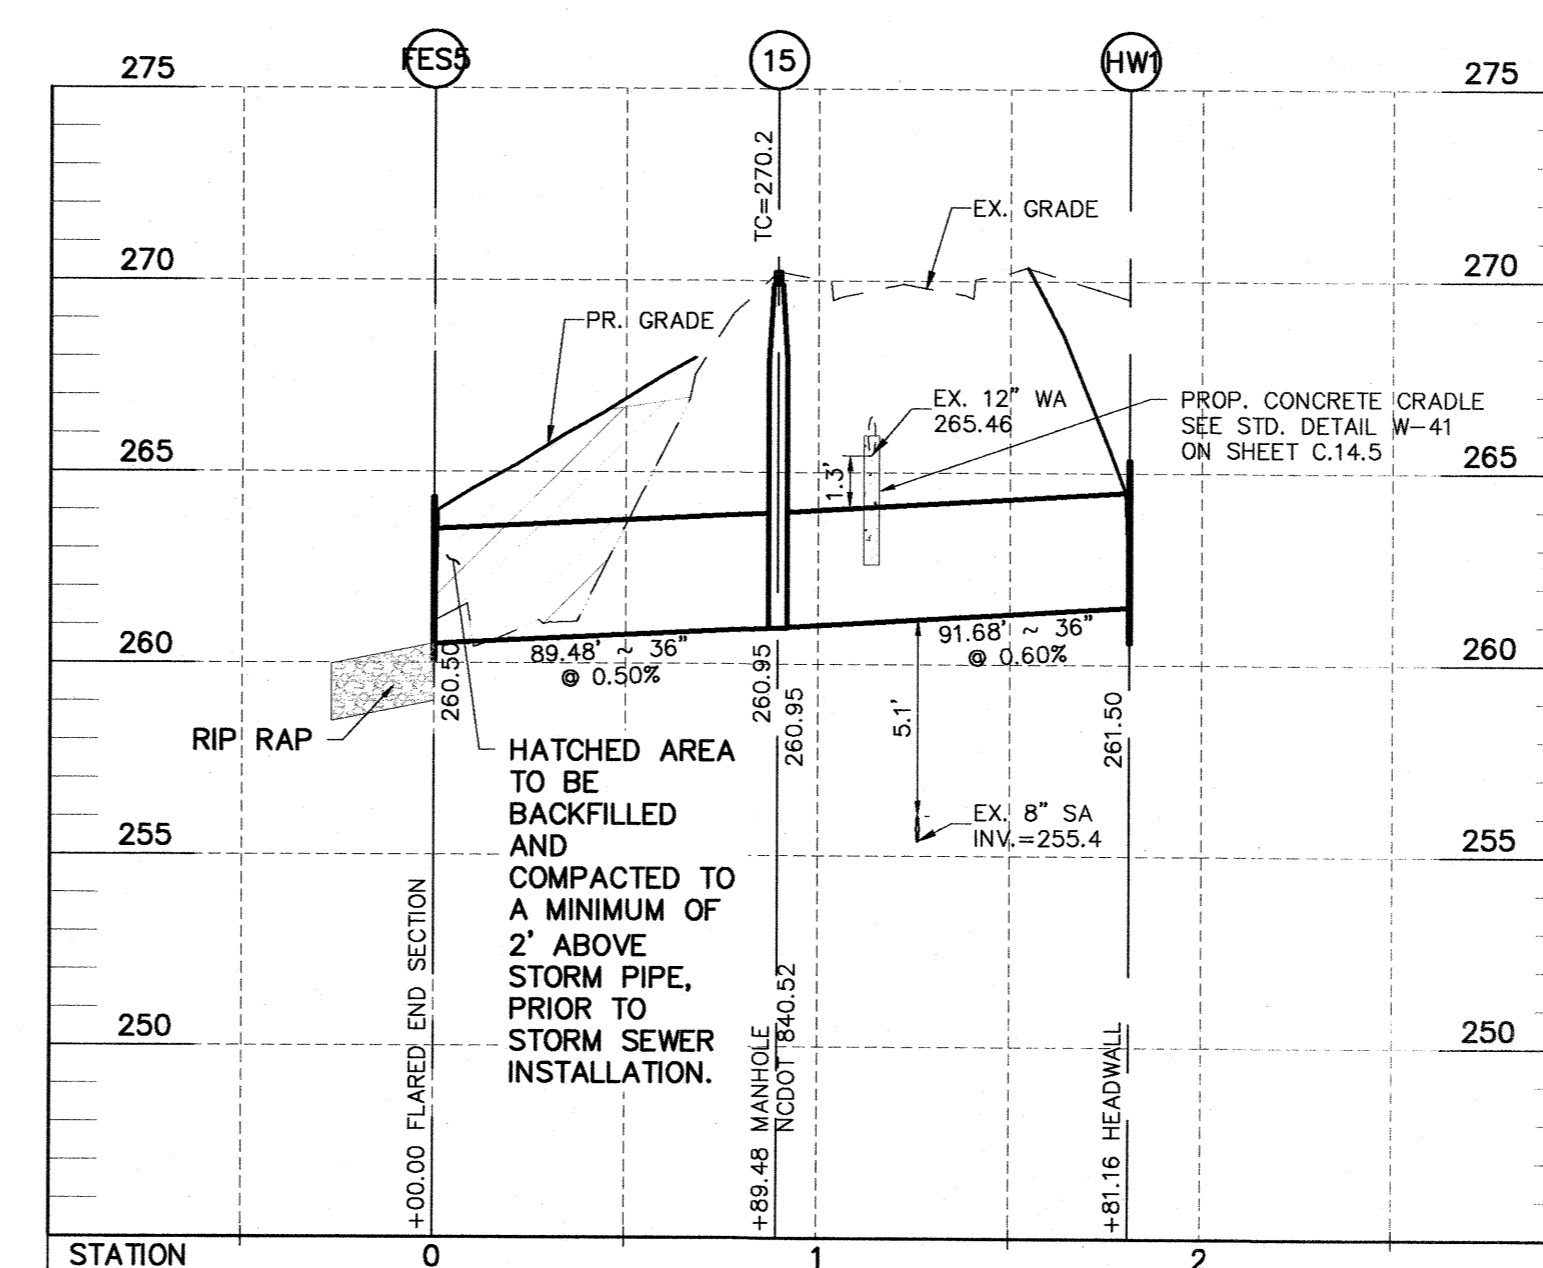 FES5
15
HW1
275
275
TC=270.2
EX. GRADE
270
270
PR. GRADE
EX. 12" WA
265.46
PROP. CONCRETE CRADLE
SEE STD. DETAIL W-41
ON SHEET C.14.5
265
265
1.3'
260
260
89.48' ~ 36"
@ 0.50%
91.68' ~ 36"
@ 0.60%
260.50
260.95
260.95
261.50
5.1'
RIP RAP
HATCHED AREA
TO BE
BACKFILLED
AND
COMPACTED TO
A MINIMUM OF
2' ABOVE
STORM PIPE,
PRIOR TO
STORM SEWER
INSTALLATION.
EX. 8" SA
INV.=255.4
255
255
250
250
+00.00 FLARED END SECTION
+89.48 MANHOLE
NCDOT 840.52
+81.16 HEADWALL
STATION
0
1
2